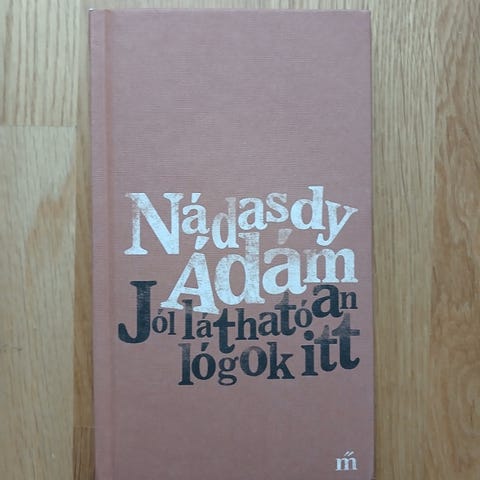 Nádasdy
Ádám
Jól láthatóan
lógok itt
m̋